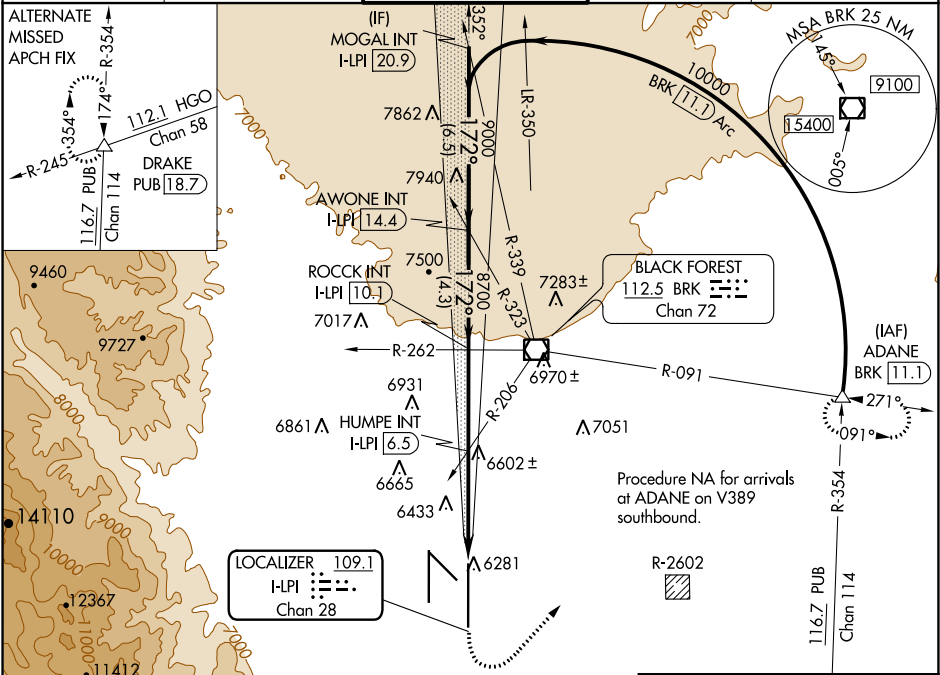 ALTERNATE
MISSED
APCH FIX
R-354
174°
354°
112.1 HGO
Chan 58
R-245
DRAKE
PUB 18.7
116.7 PUB
Chan 114
7000
(IF)
MOGAL INT
I-LPI 20.9
352°
7862
172°
(6.5)
9000
LR-350
10000
BRK 11.1 Arc
7000
MSA BRK 25 NM
145°
9100
15400
005°
7940
AWONE INT
I-LPI 14.4
R-339
R-323
7500
172°
(4.3)
8700
ROCCK INT
I-LPI 10.1
7017
7283±
BLACK FOREST
112.5 BRK
Chan 72
9460
9727
R-262
6970±
R-091
(IAF)
ADANE
BRK 11.1
271°
091°
8000
6931
R-206
6861
HUMPE INT
I-LPI 6.5
7051
6602±
6665
6433
Procedure NA for arrivals
at ADANE on V389
southbound.
R-354
14110
9000
10000
LOCALIZER 109.1
I-LPI
Chan 28
6281
R-2602
12367
11000
7000
11412
116.7 PUB
Chan 114